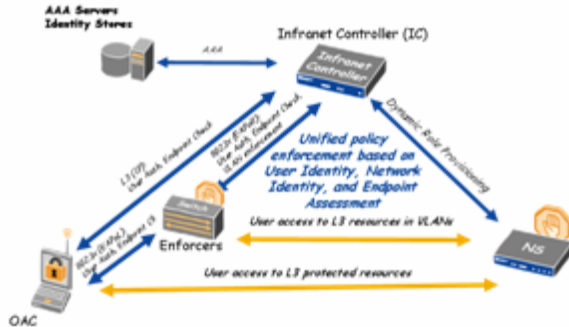 AAA Servers
Identity Stores
Infranet Controller (IC)
AAA
Infranet
Controller
L3 (IP)
User Auth, Endpoint Check
802.1x (EAPoL)
User Auth, Endpoint Check,
VLAN enforcement
Dynamic Role Provisioning
Unified policy
enforcement based on
User Identity, Network
Identity, and Endpoint
Assessment
Switch
Enforcers
User access to L3 resources in VLANs
NS
802.1x (EAPoL)
User Auth, Endpoint Ch
User access to L3 protected resources
OAC